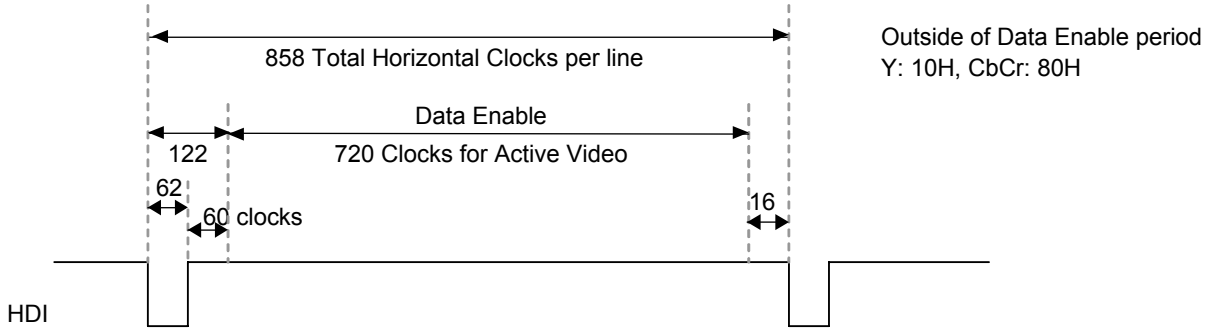 858 Total Horizontal Clocks per line
Outside of Data Enable period
Y: 10H, CbCr: 80H
Data Enable
122
720 Clocks for Active Video
62
60 clocks
16
HDI